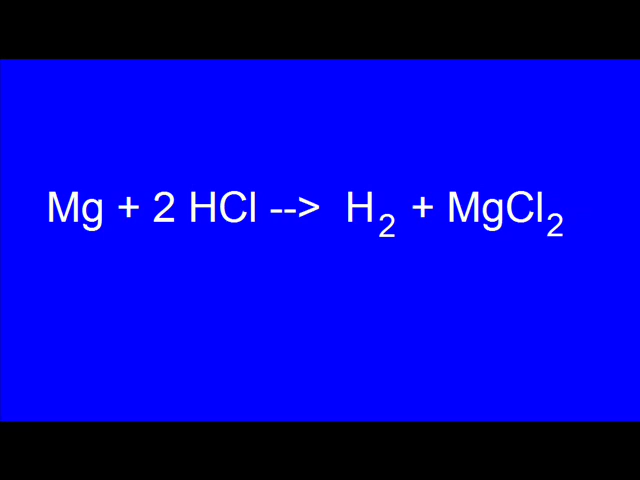 Mg + 2 HCl --> H₂ + MgCl₂